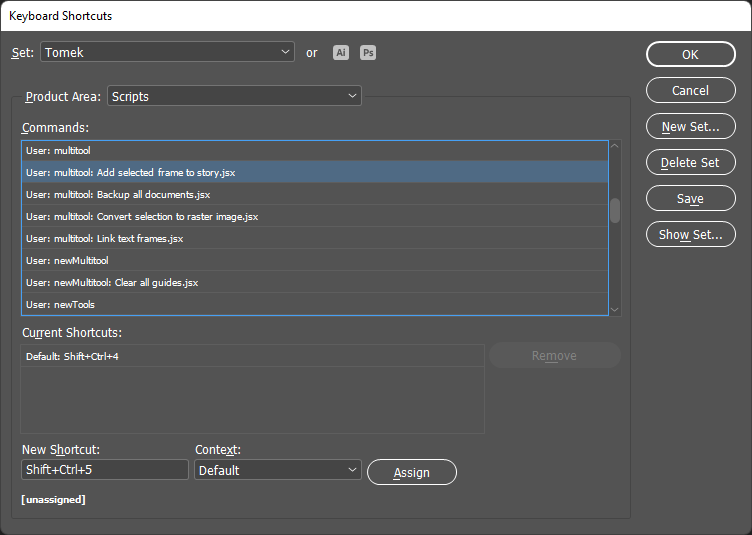 Keyboard Shortcuts
Set: Tomek or Ai Ps OK
Product Area: Scripts Cancel
Commands: New Set...
User: multitool
User: multitool: Add selected frame to story.jsx Delete Set
User: multitool: Backup all documents.jsx Save
User: multitool: Convert selection to raster image.jsx
User: multitool: Link text frames.jsx Show Set...
User: newMultitool
User: newMultitool: Clear all guides.jsx
User: newTools
Current Shortcuts:
Default: Shift+Ctrl+4 Remove
New Shortcut: Context:
Shift+Ctrl+5 Default Assign
[unassigned]